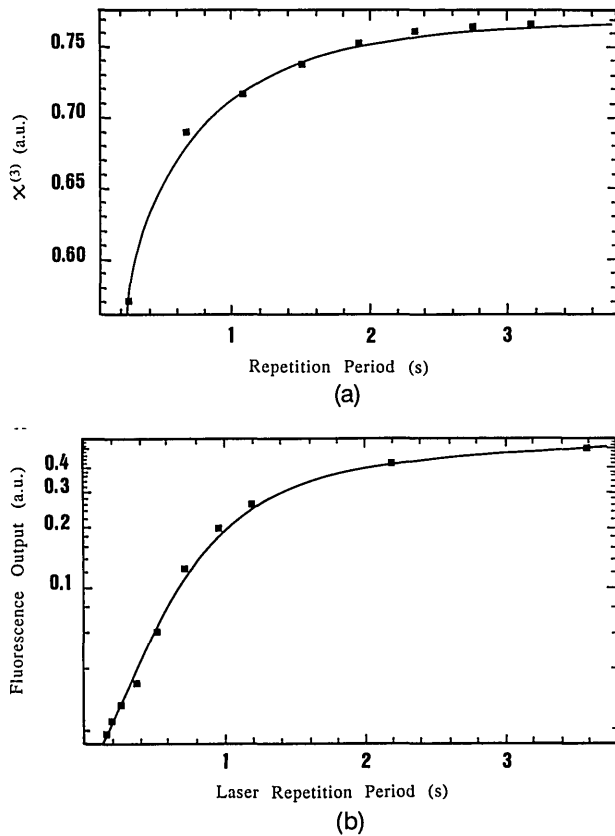 0.75
0.70
0.65
0.60
χ(3) (a.u.)
1 2 3
Repetition Period (s)
(a)
0.4
0.3
0.2
0.1
Fluorescence Output (a.u.)
1 2 3
Laser Repetition Period (s)
(b)